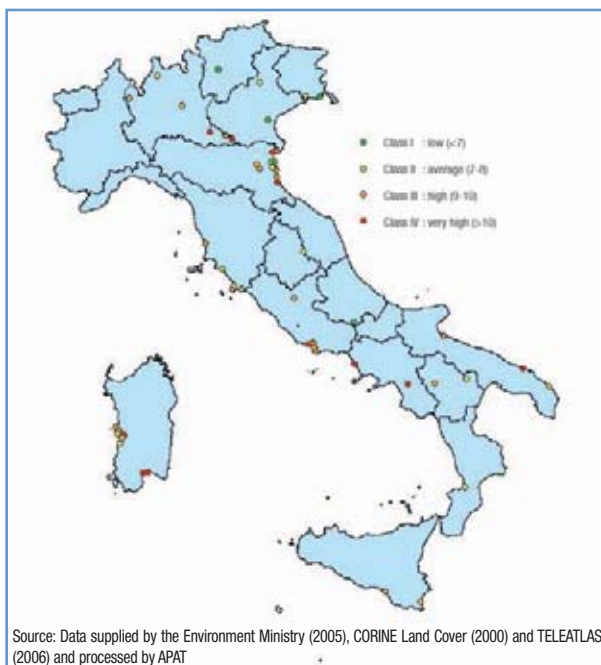 Class I : low (<7)
Class II : average (7-8)
Class III : high (9-10)
Class IV : very high (>10)
Source: Data supplied by the Environment Ministry (2005), CORINE Land Cover (2000) and TELEATLAS
(2006) and processed by APAT